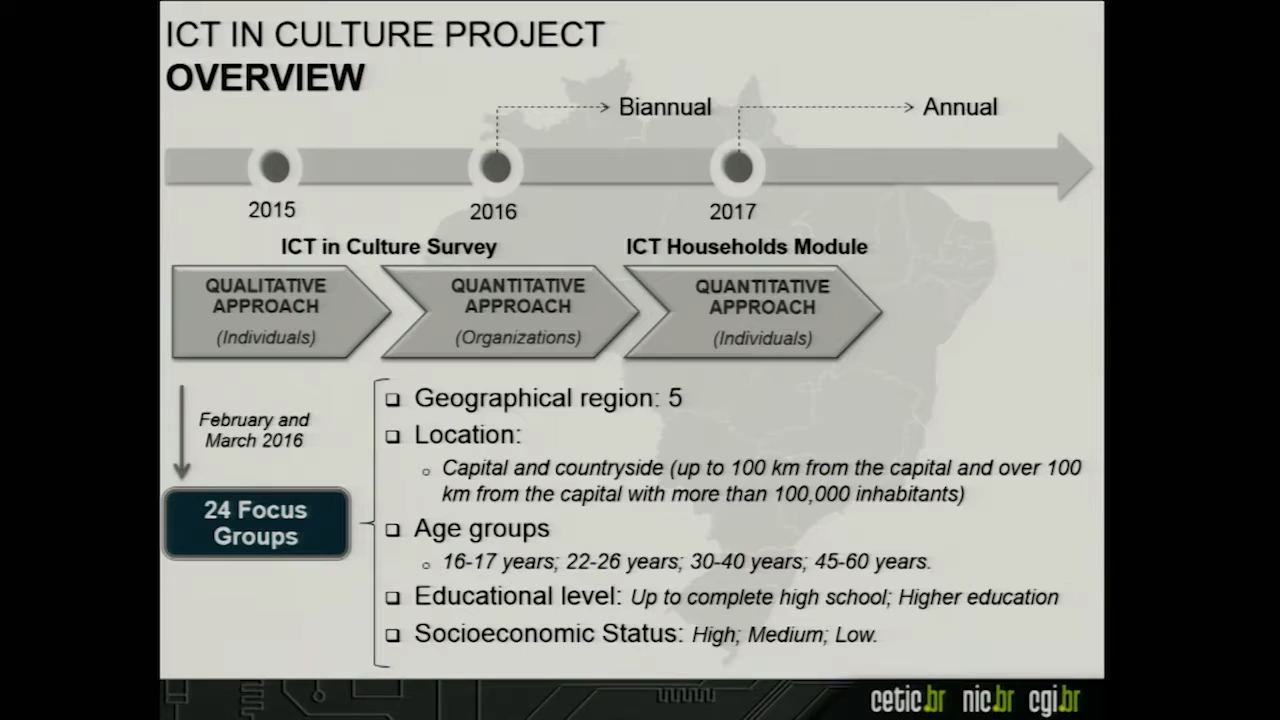 ICT IN CULTURE PROJECT
OVERVIEW
Biannual
Annual
2015
2016
2017
ICT in Culture Survey
ICT Households Module
QUALITATIVE
APPROACH
(Individuals)
QUANTITATIVE
APPROACH
(Organizations)
QUANTITATIVE
APPROACH
(Individuals)
February and
March 2016
24 Focus
Groups
Geographical region: 5
Location:
Capital and countryside (up to 100 km from the capital and over 100
km from the capital with more than 100,000 inhabitants)
Age groups
16-17 years; 22-26 years; 30-40 years; 45-60 years.
Educational level: Up to complete high school; Higher education
Socioeconomic Status: High; Medium; Low.
cetic.br nic.br cgi.br